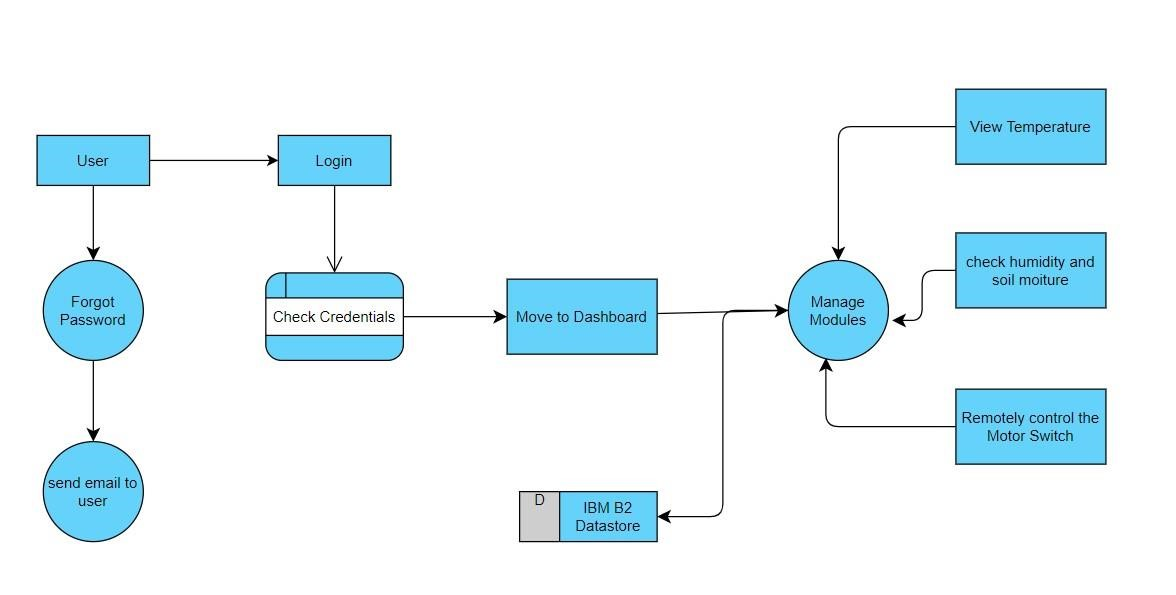 User
Login
View Temperature
Forgot
Password
Check Credentials
Move to Dashboard
Manage
Modules
check humidity and
soil moiture
Remotely control the
Motor Switch
send email to
user
D
IBM B2
Datastore